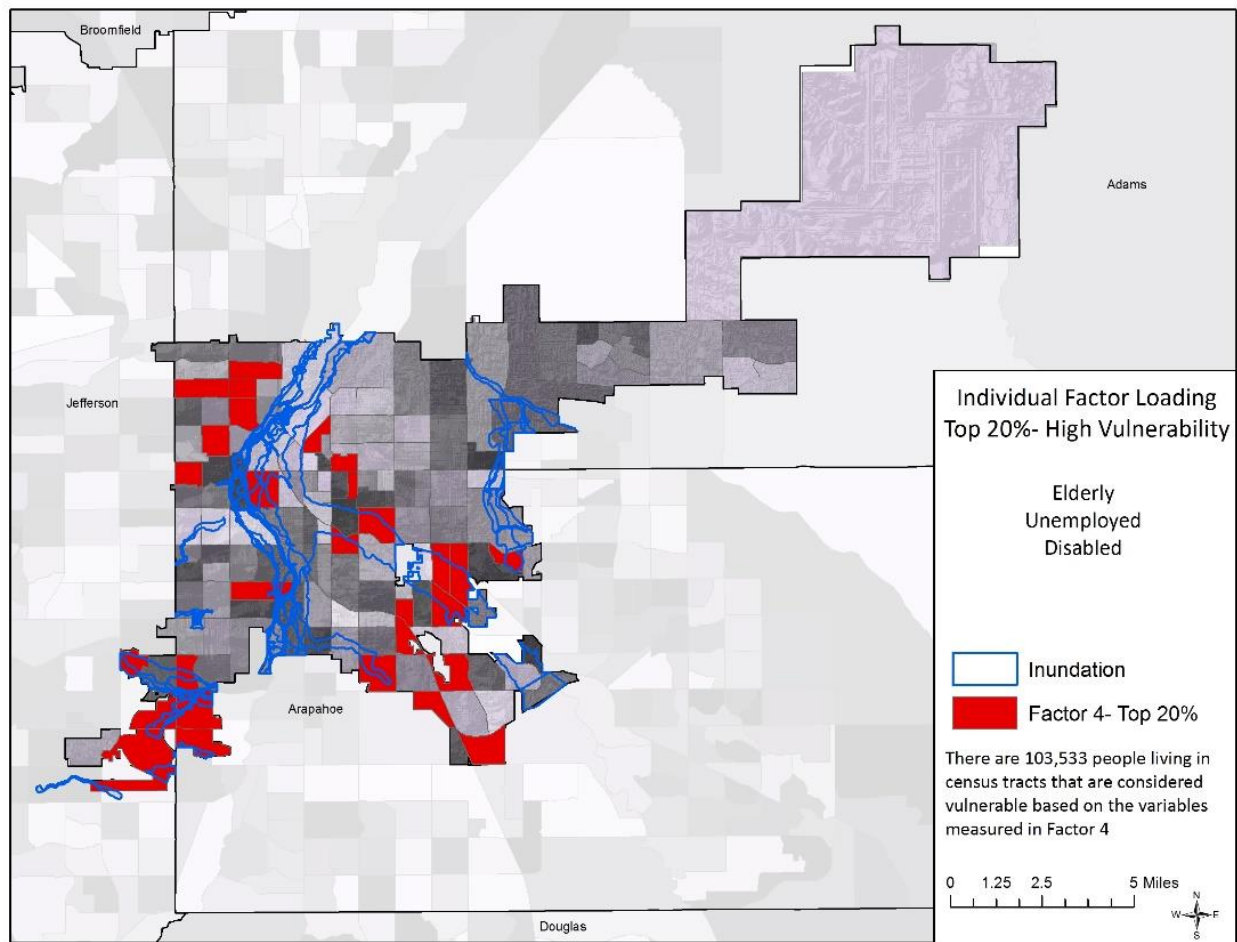 Broomfield
Adams
Jefferson
Arapahoe
Douglas
Individual Factor Loading
Top 20%- High Vulnerability
Elderly
Unemployed
Disabled
Inundation
Factor 4- Top 20%
There are 103,533 people living in
census tracts that are considered
vulnerable based on the variables
measured in Factor 4
0 1.25 2.5 5 Miles
N
W E
S